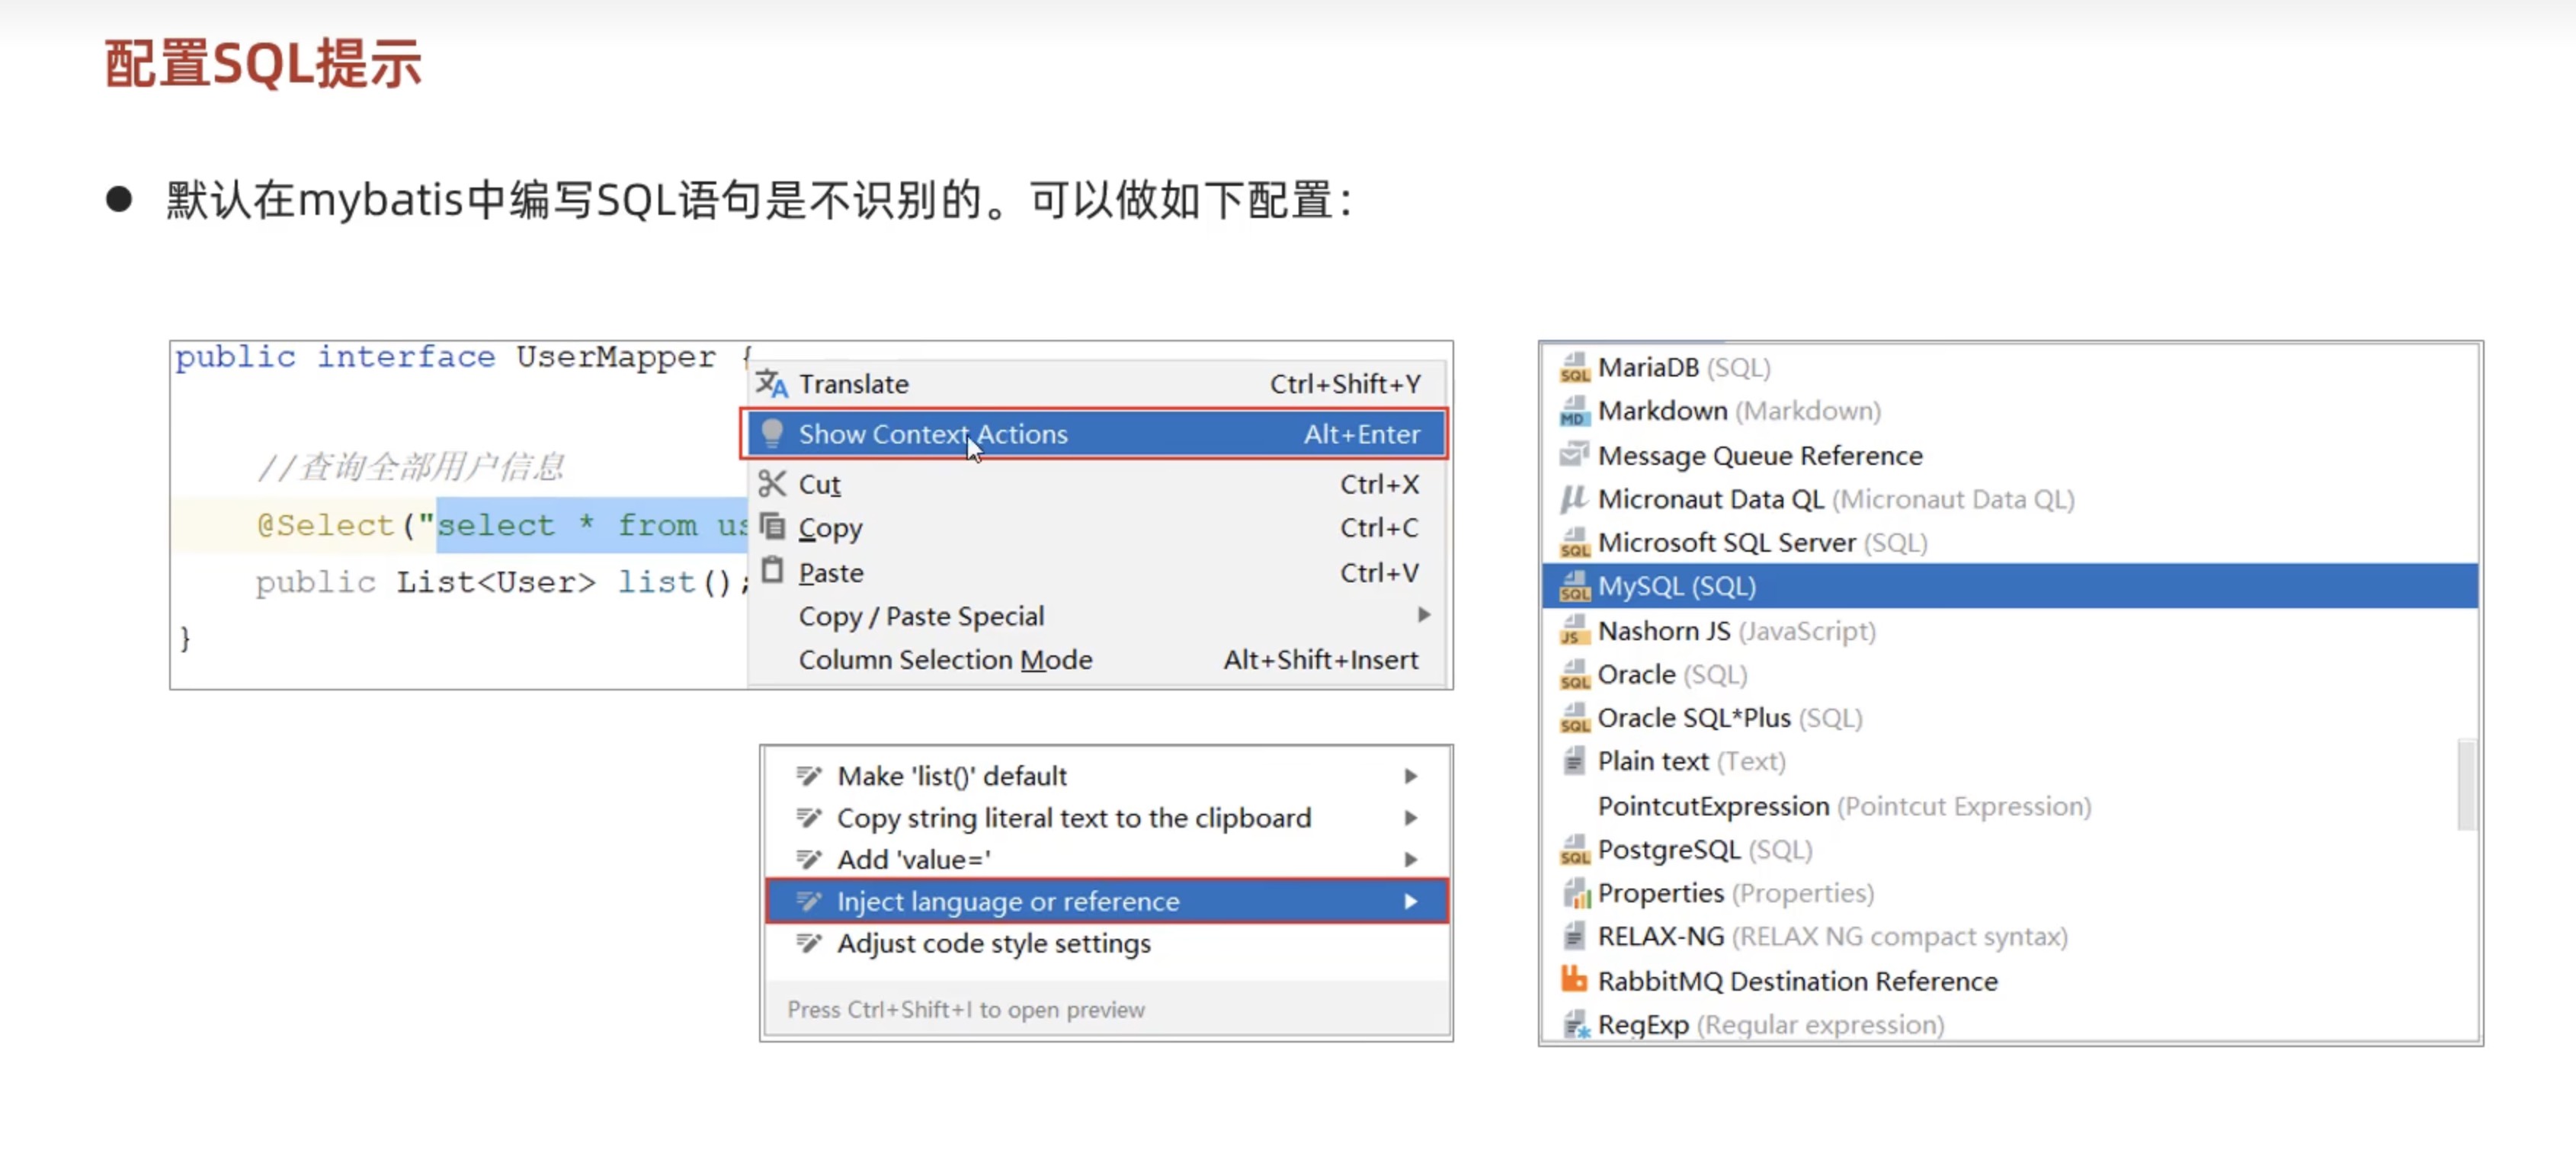 配置SQL提示
● 默认在mybatis中编写SQL语句是不识别的。可以做如下配置：
public interface UserMapper {
//查询全部用户信息
@Select("select * from us
public List<User> list();
}
Translate Ctrl+Shift+Y
Show Context Actions Alt+Enter
Cut Ctrl+X
Copy Ctrl+C
Paste Ctrl+V
Copy / Paste Special
Column Selection Mode Alt+Shift+Insert
Make 'list()' default
Copy string literal text to the clipboard
Add 'value='
Inject language or reference
Adjust code style settings
Press Ctrl+Shift+I to open preview
SQL MariaDB (SQL)
MD Markdown (Markdown)
Message Queue Reference
μ Micronaut Data QL (Micronaut Data QL)
SQL Microsoft SQL Server (SQL)
SQL MySQL (SQL)
JS Nashorn JS (JavaScript)
SQL Oracle (SQL)
SQL Oracle SQL*Plus (SQL)
Plain text (Text)
PointcutExpression (Pointcut Expression)
SQL PostgreSQL (SQL)
Properties (Properties)
RELAX-NG (RELAX NG compact syntax)
RabbitMQ Destination Reference
RegExp (Regular expression)